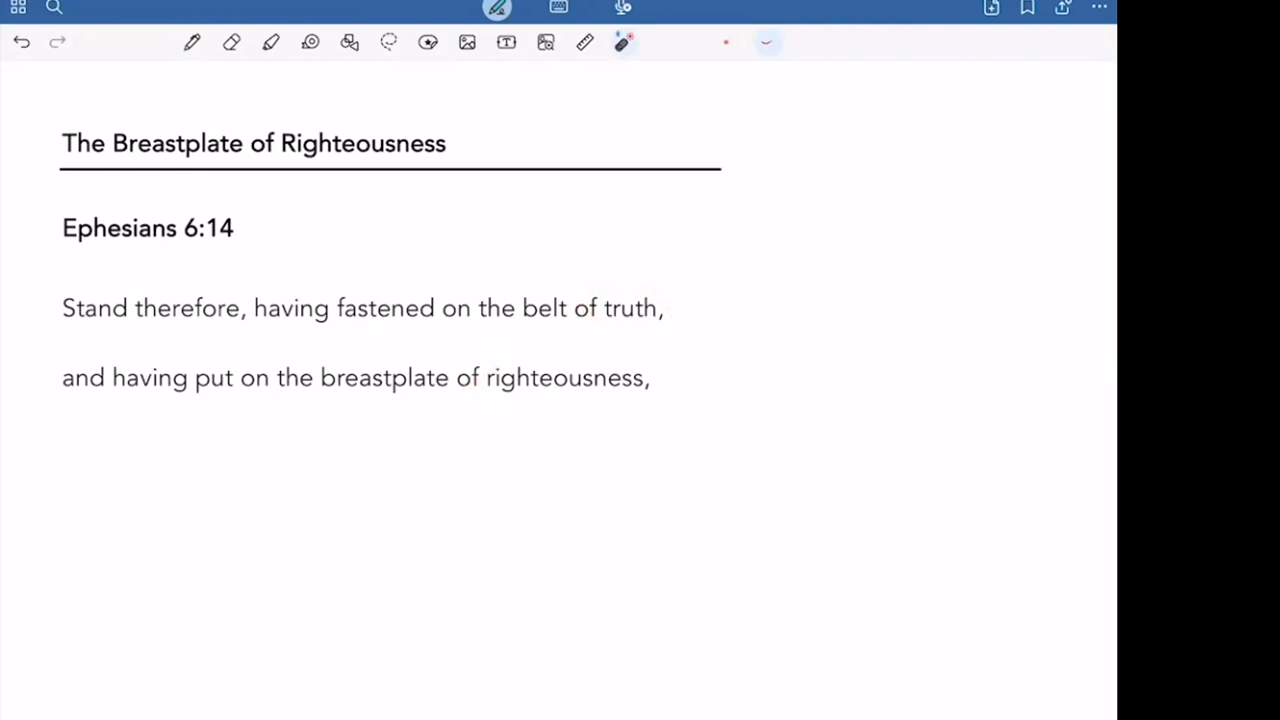 The Breastplate of Righteousness
Ephesians 6:14
Stand therefore, having fastened on the belt of truth,
and having put on the breastplate of righteousness,